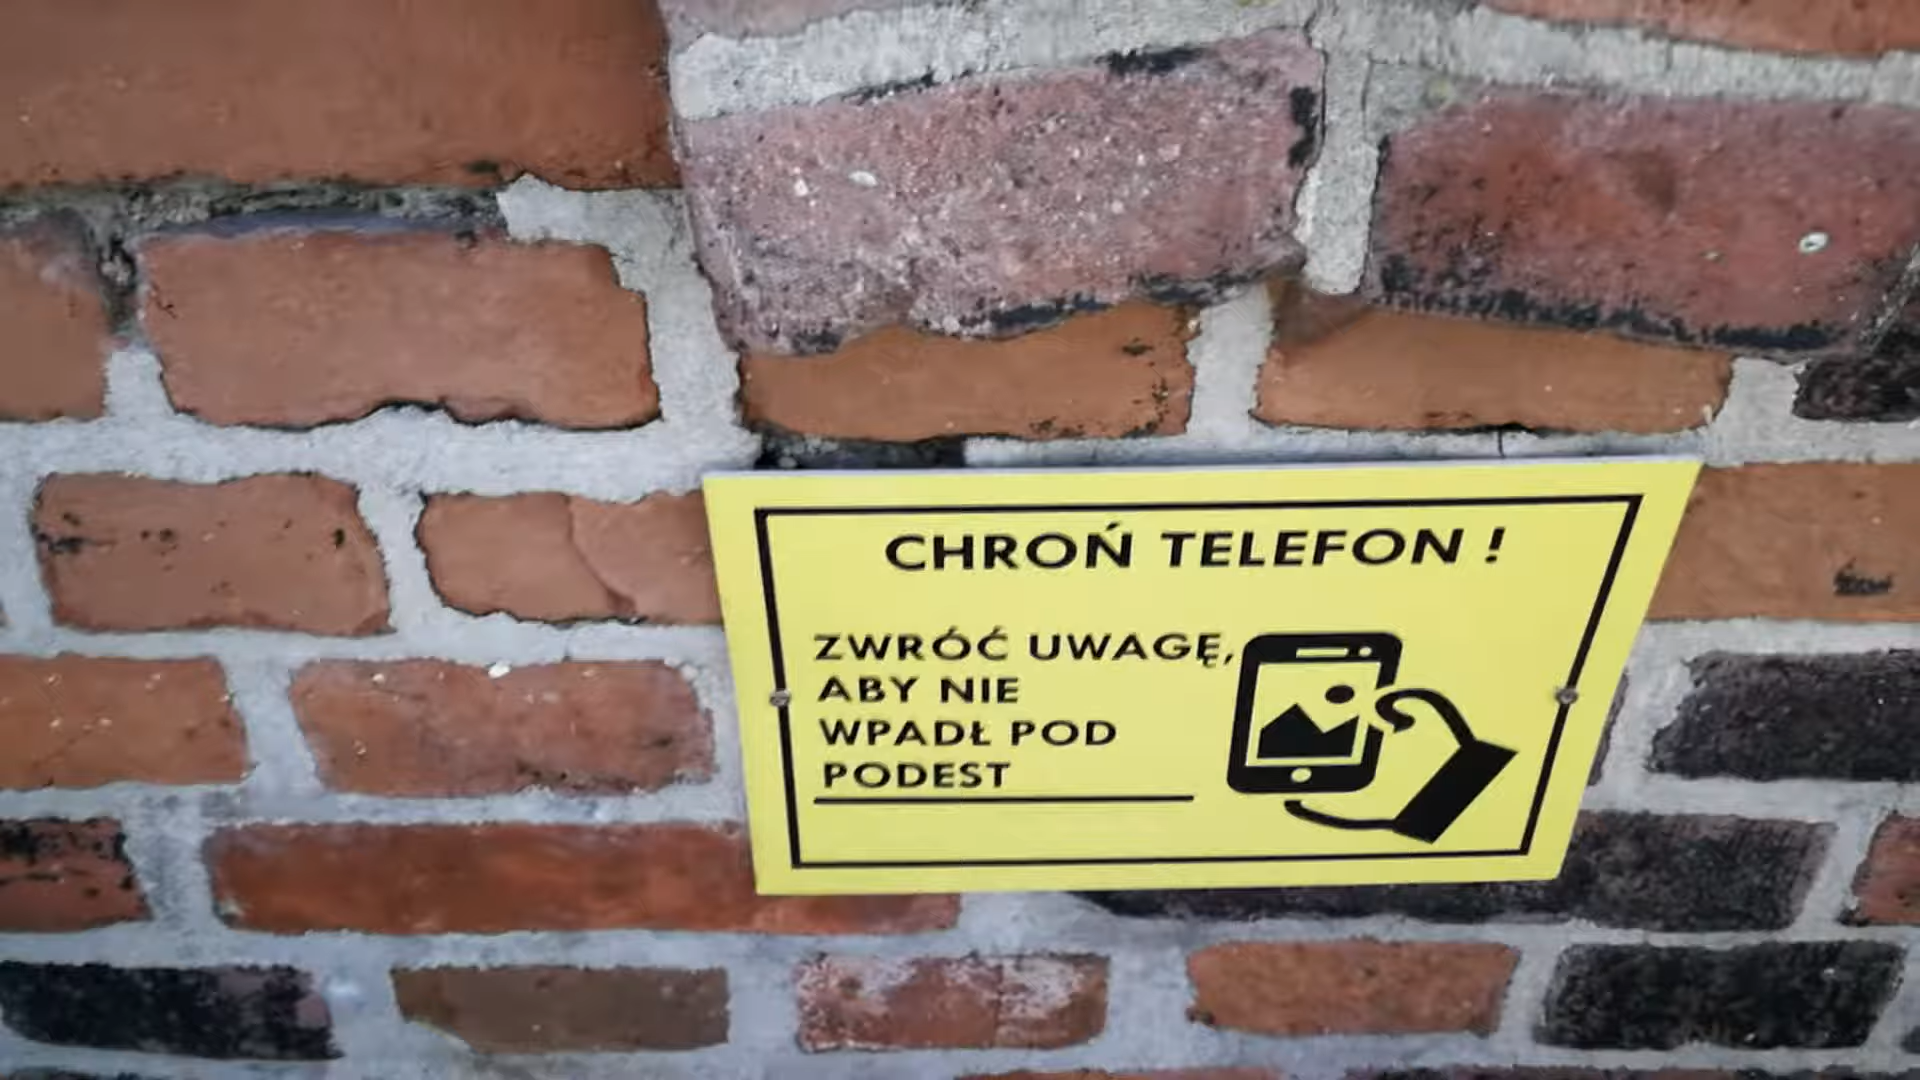 CHROŃ TELEFON !
ZWRÓĆ UWAGĘ,
ABY NIE
WPADŁ POD
PODEST